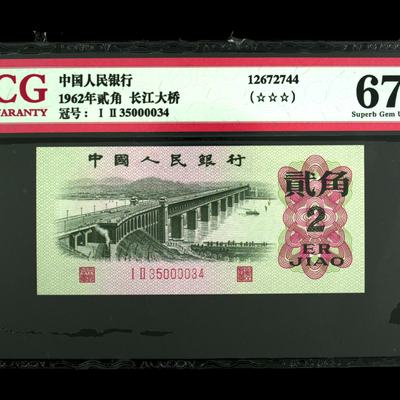 CG
WARRANTY
中国人民银行
1962年贰角 长江大桥
冠号： I II 35000034
12672744
(☆☆☆)
67
Superb Gem U
中國人民銀行
貳角
2
ER
JIAO
I II 35000034